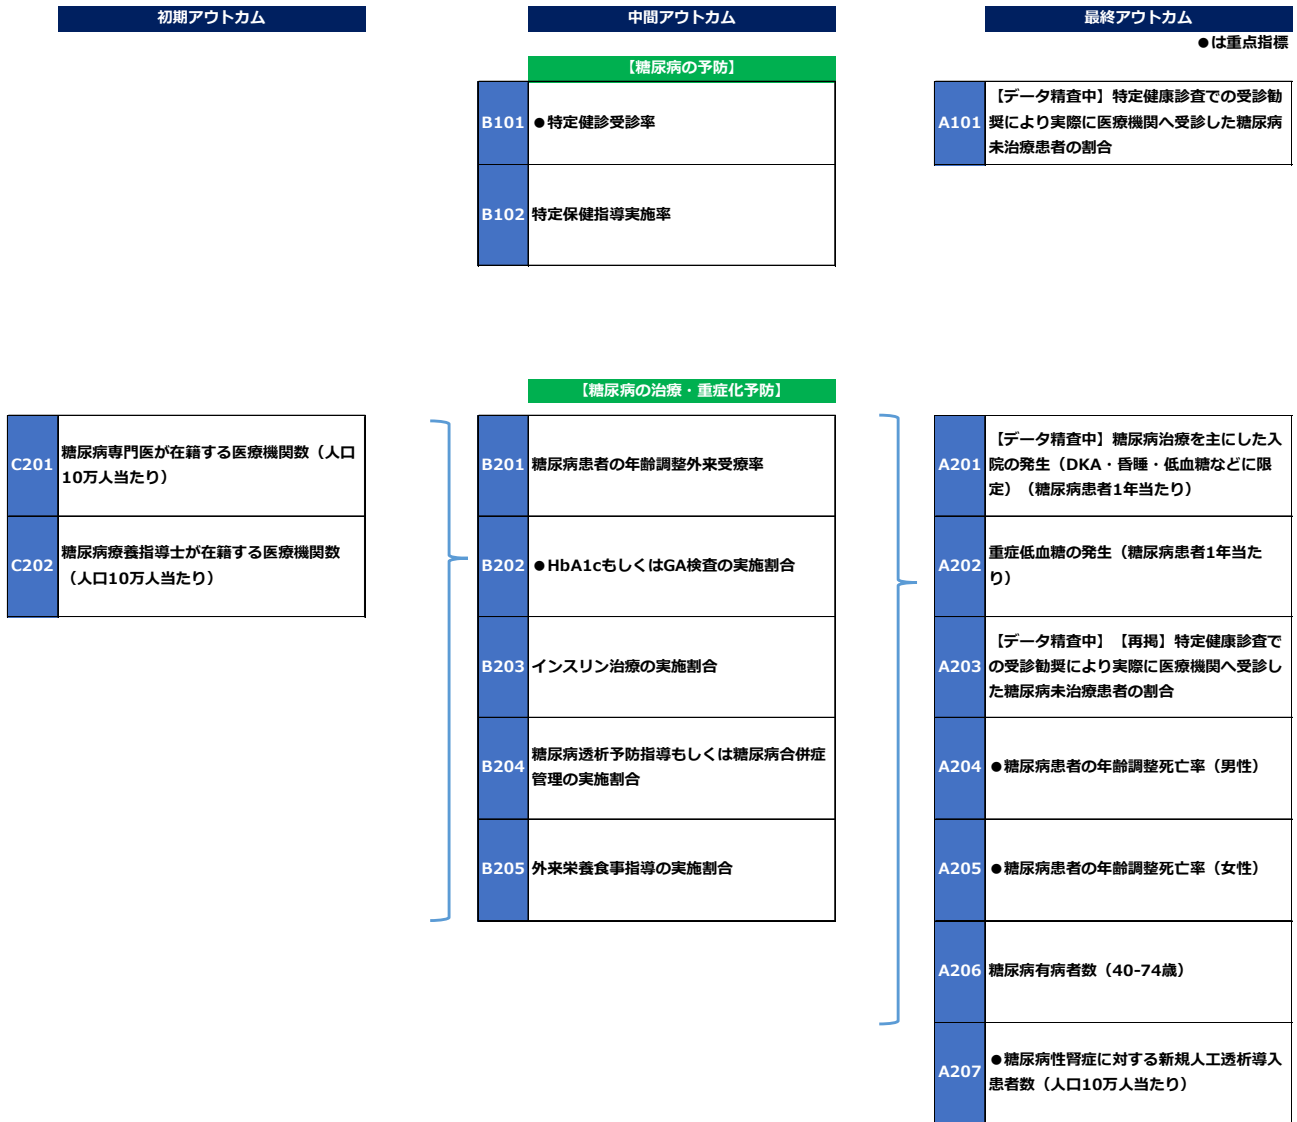 初期アウトカム
中間アウトカム
最終アウトカム
●は重点指標
【糖尿病の予防】
B101
●特定健診受診率
A101
【データ精査中】特定健康診査での受診勧
奨により実際に医療機関へ受診した糖尿病
未治療患者の割合
B102
特定保健指導実施率
【糖尿病の治療・重症化予防】
C201
糖尿病専門医が在籍する医療機関数（人口
10万人当たり）
C202
糖尿病療養指導士が在籍する医療機関数
（人口10万人当たり）
B201
糖尿病患者の年齢調整外来受療率
B202
●HbA1cもしくはGA検査の実施割合
B203
インスリン治療の実施割合
B204
糖尿病透析予防指導もしくは糖尿病合併症
管理の実施割合
B205
外来栄養食事指導の実施割合
A201
【データ精査中】糖尿病治療を主にした入
院の発生（DKA・昏睡・低血糖などに限
定）（糖尿病患者1年当たり）
A202
重症低血糖の発生（糖尿病患者1年当た
り）
A203
【データ精査中】【再掲】特定健康診査で
の受診勧奨により実際に医療機関へ受診し
た糖尿病未治療患者の割合
A204
●糖尿病患者の年齢調整死亡率（男性）
A205
●糖尿病患者の年齢調整死亡率（女性）
A206
糖尿病有病者数（40-74歳）
A207
●糖尿病性腎症に対する新規人工透析導入
患者数（人口10万人当たり）